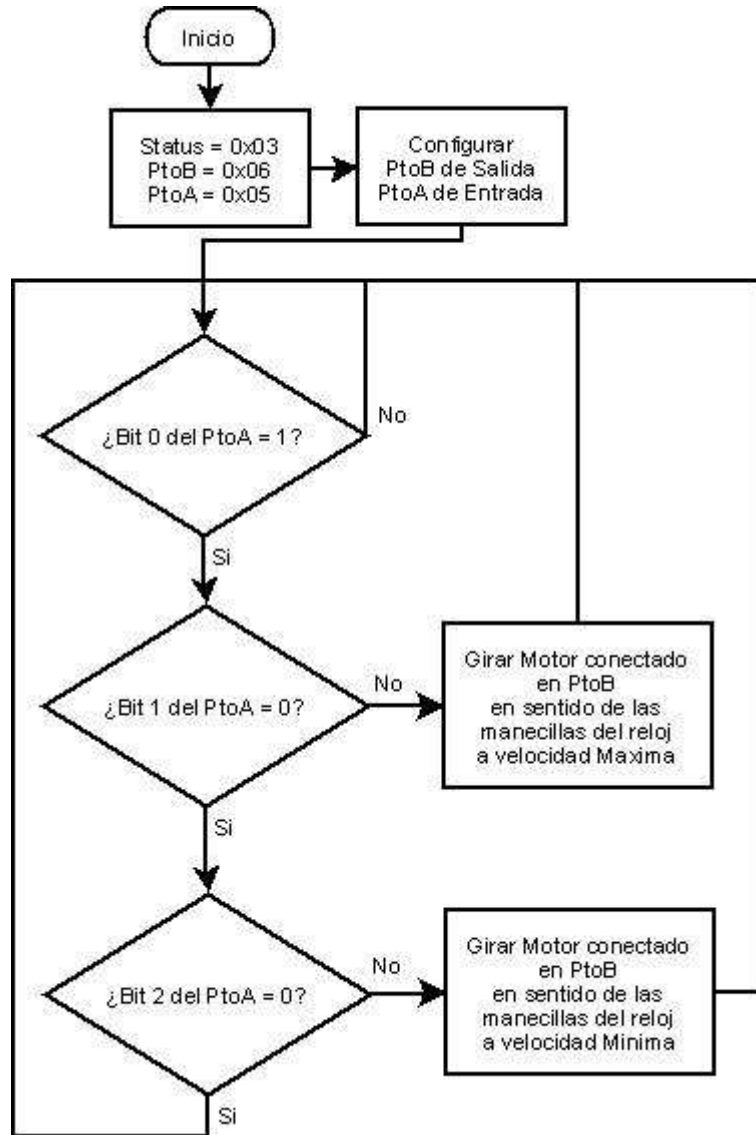 Inicio
Status = 0x03
PtoB = 0x06
PtoA = 0x05
Configurar
PtoB de Salida
PtoA de Entrada
¿Bit 0 del PtoA = 1?
No
Si
¿Bit 1 del PtoA = 0?
No
Girar Motor conectado
en PtoB
en sentido de las
manecillas del reloj
a velocidad Maxima
Si
¿Bit 2 del PtoA = 0?
No
Girar Motor conectado
en PtoB
en sentido de las
manecillas del reloj
a velocidad Minima
Si